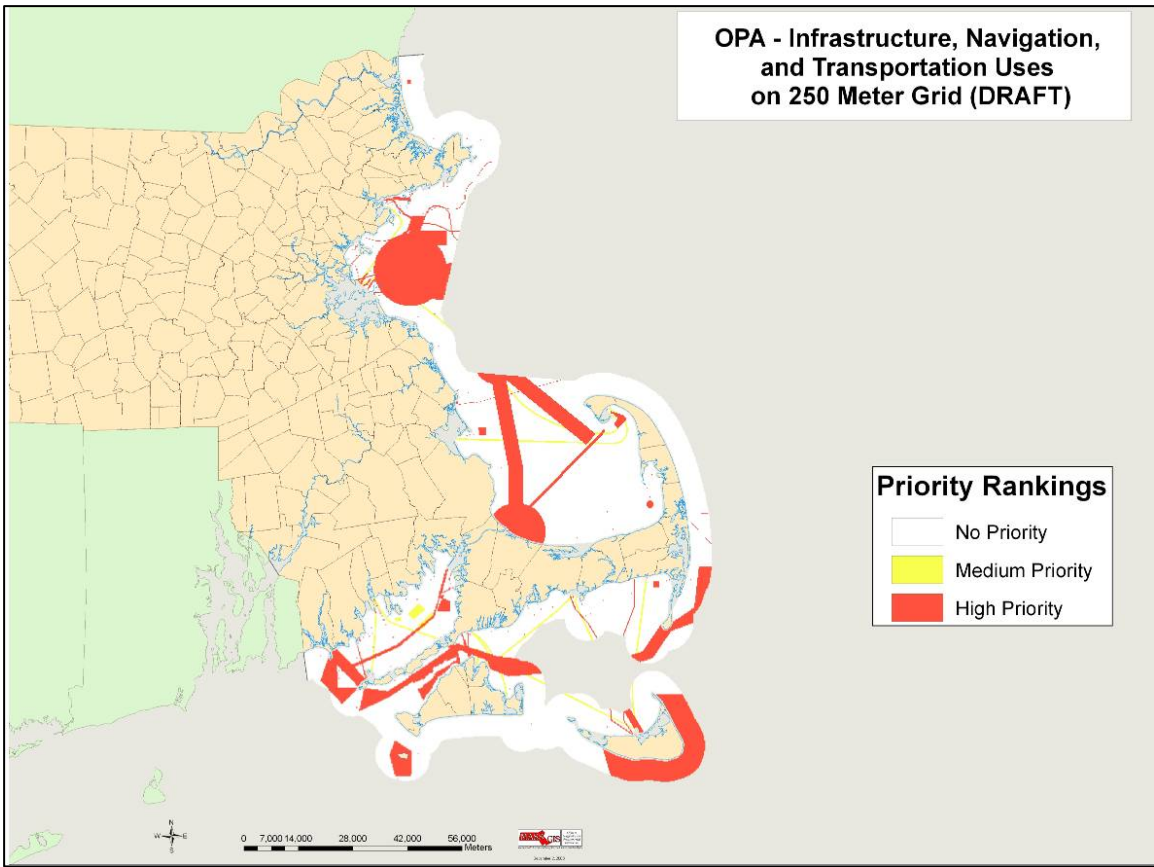 OPA - Infrastructure, Navigation,
and Transportation Uses
on 250 Meter Grid (DRAFT)
Priority Rankings
No Priority
Medium Priority
High Priority
N
W E
S
0 7,000 14,000 28,000 42,000 56,000
Meters
GIS